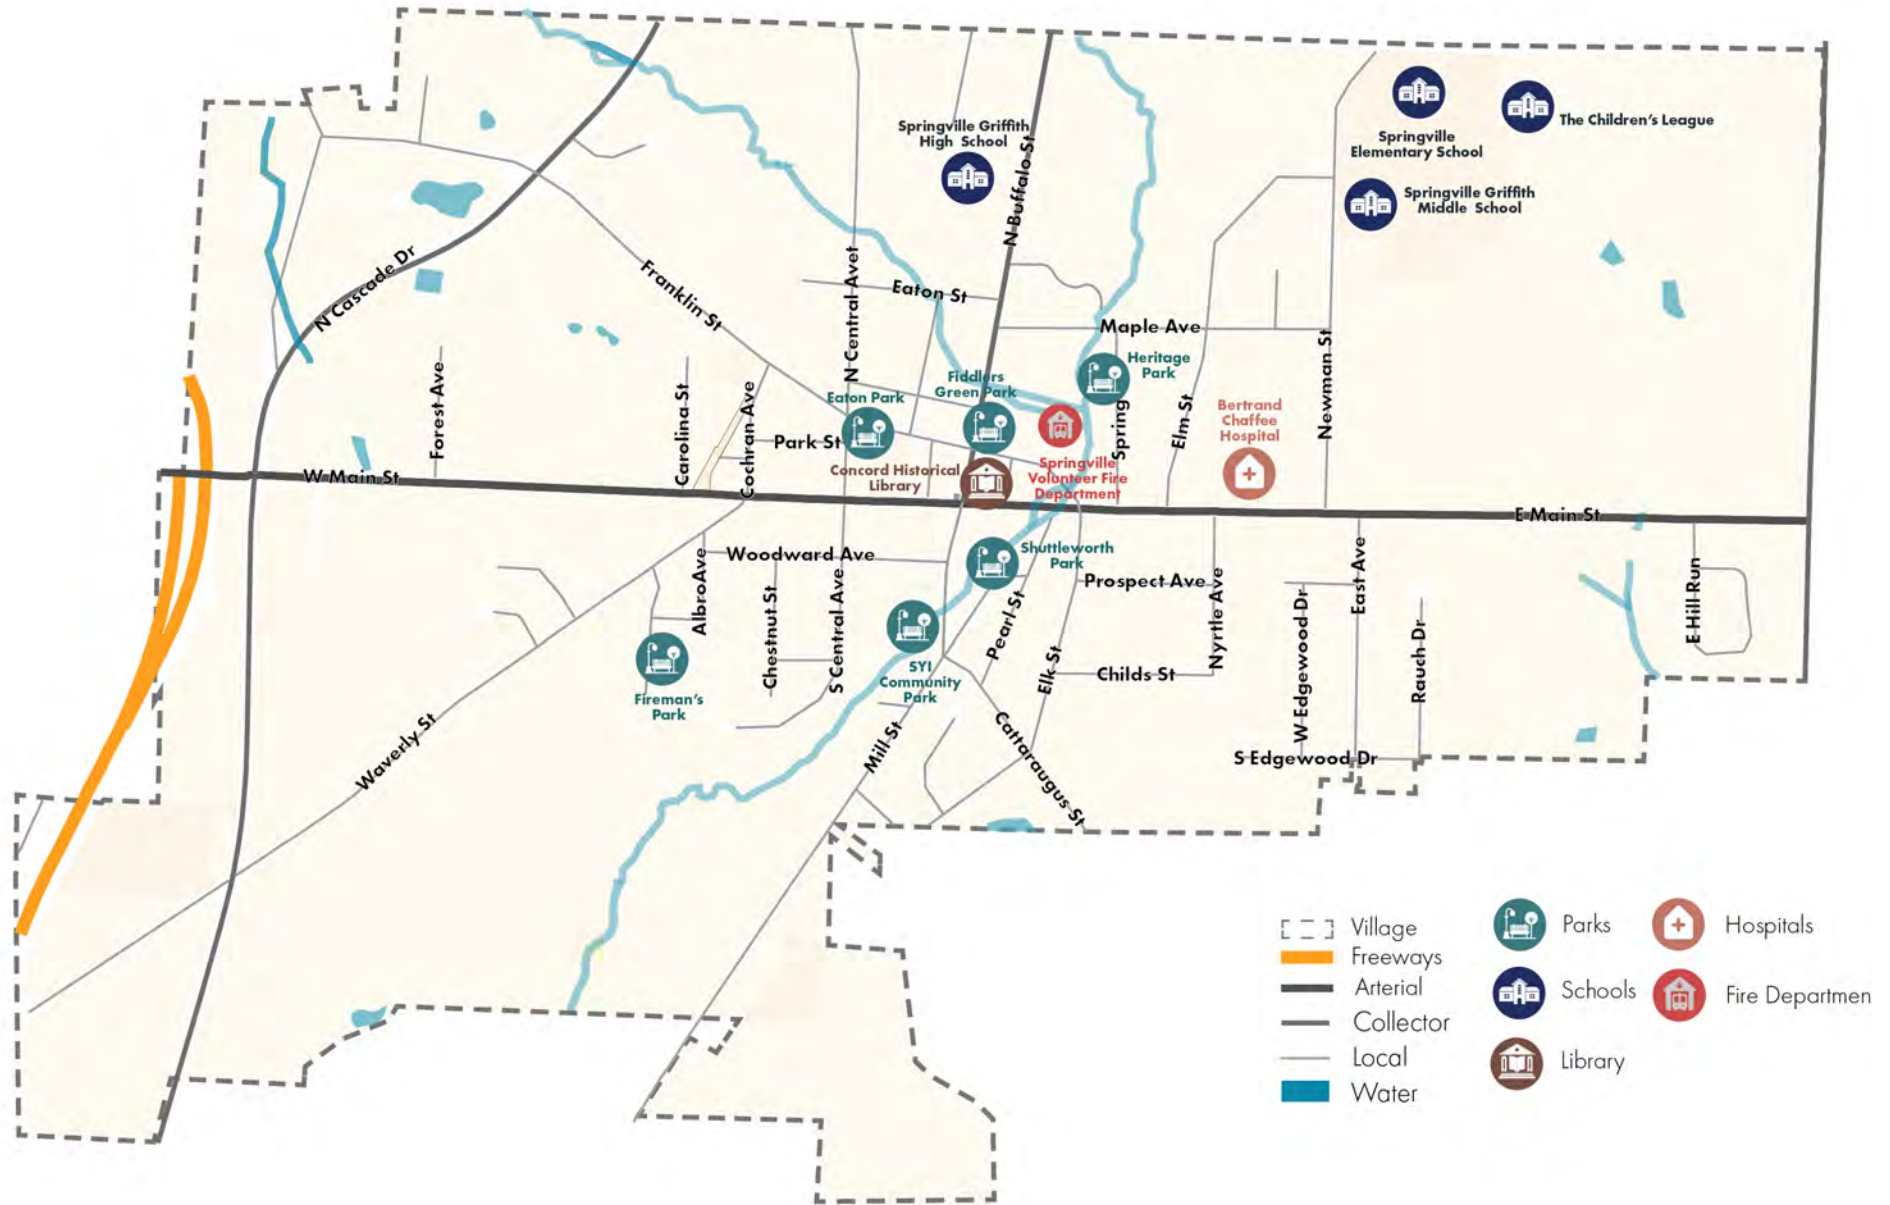 Springville Griffith
High School
N Buffalo St
Springville
Elementary School
The Children's League
Springville Griffith
Middle School
N Cascade Dr
Franklin St
N Central Avet
Eaton St
Maple Ave
Heritage
Park
Fiddlers
Green Park
Eaton Park
Forest Ave
Carolina St
Cochran Ave
Park St
Spring
Elm St
Bertrand
Chaffee
Hospital
Newman St
Concord Historical
Library
Springville
Volunteer Fire
Department
W Main St
E Main St
Woodward Ave
Shuttleworth
Park
Prospect Ave
AlbroAve
Chestnut St
S Central Ave
Pearl St
Elk St
Nyrtle Ave
East Ave
W Edgewood Dr
Rauch Dr
E Hill Run
Childs St
SYI
Community
Park
Fireman's
Park
Waverly St
Mill St
Cattaraugus St
S Edgewood Dr
Village
Freeways
Arterial
Collector
Local
Water
Parks
Schools
Library
Hospitals
Fire Departmen